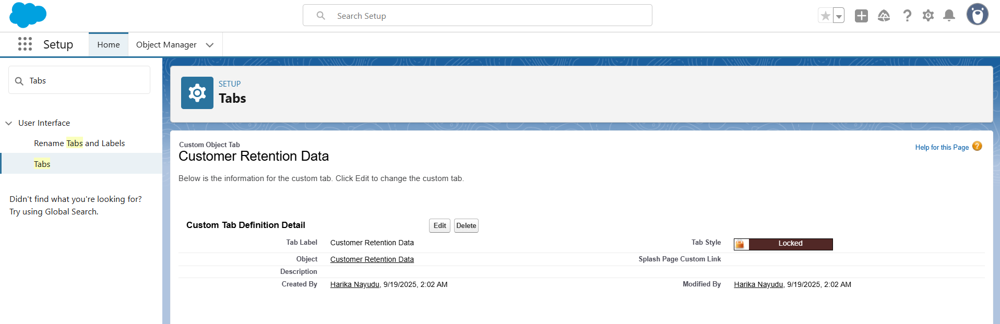 Search Setup
Setup
Home
Object Manager
Tabs
User Interface
Rename Tabs and Labels
Tabs
Didn't find what you're looking for?
Try using Global Search.
SETUP
Tabs
Custom Object Tab
Customer Retention Data
Help for this Page
Below is the information for the custom tab. Click Edit to change the custom tab.
Custom Tab Definition Detail
Edit
Delete
Tab Label Customer Retention Data
Tab Style Locked
Object Customer Retention Data
Splash Page Custom Link
Description
Created By Harika Nayudu, 9/19/2025, 2:02 AM
Modified By Harika Nayudu, 9/19/2025, 2:02 AM